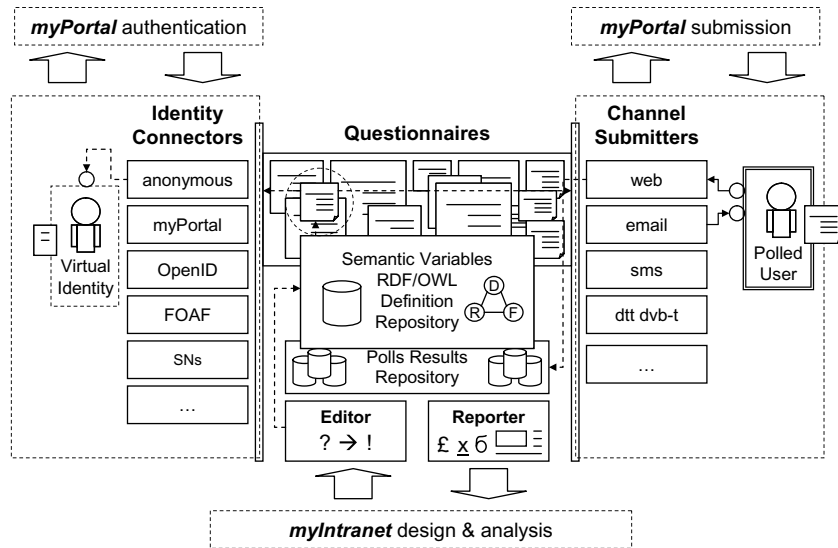 myPortal authentication
myPortal submission
Identity
Connectors
Questionnaires
Channel
Submitters
anonymous
myPortal
OpenID
FOAF
SNs
...
Virtual
Identity
Semantic Variables
RDF/OWL
Definition
Repository
D
R
F
Polls Results
Repository
Editor
? → !
Reporter
£ x б
web
email
sms
dtt dvb-t
...
Polled
User
myIntranet design & analysis